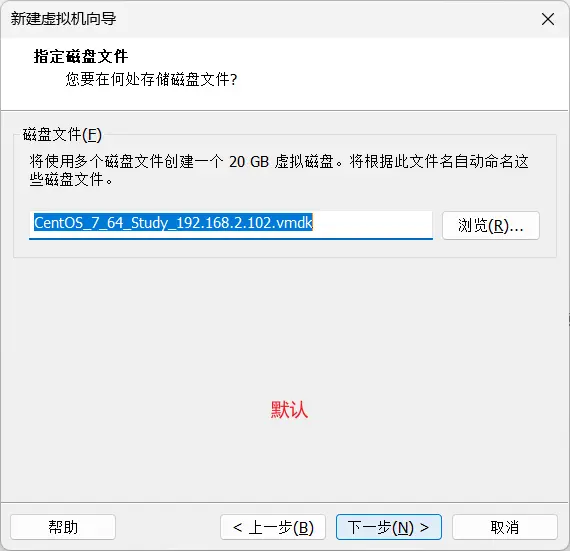 新建虚拟机向导
指定磁盘文件
您要在何处存储磁盘文件?
磁盘文件(F)
将使用多个磁盘文件创建一个 20 GB 虚拟磁盘。将根据此文件名自动命名这
些磁盘文件。
CentOS_7_64_Study_192.168.2.102.vmdk
浏览(R)...
默认
帮助
< 上一步(B)
下一步(N) >
取消